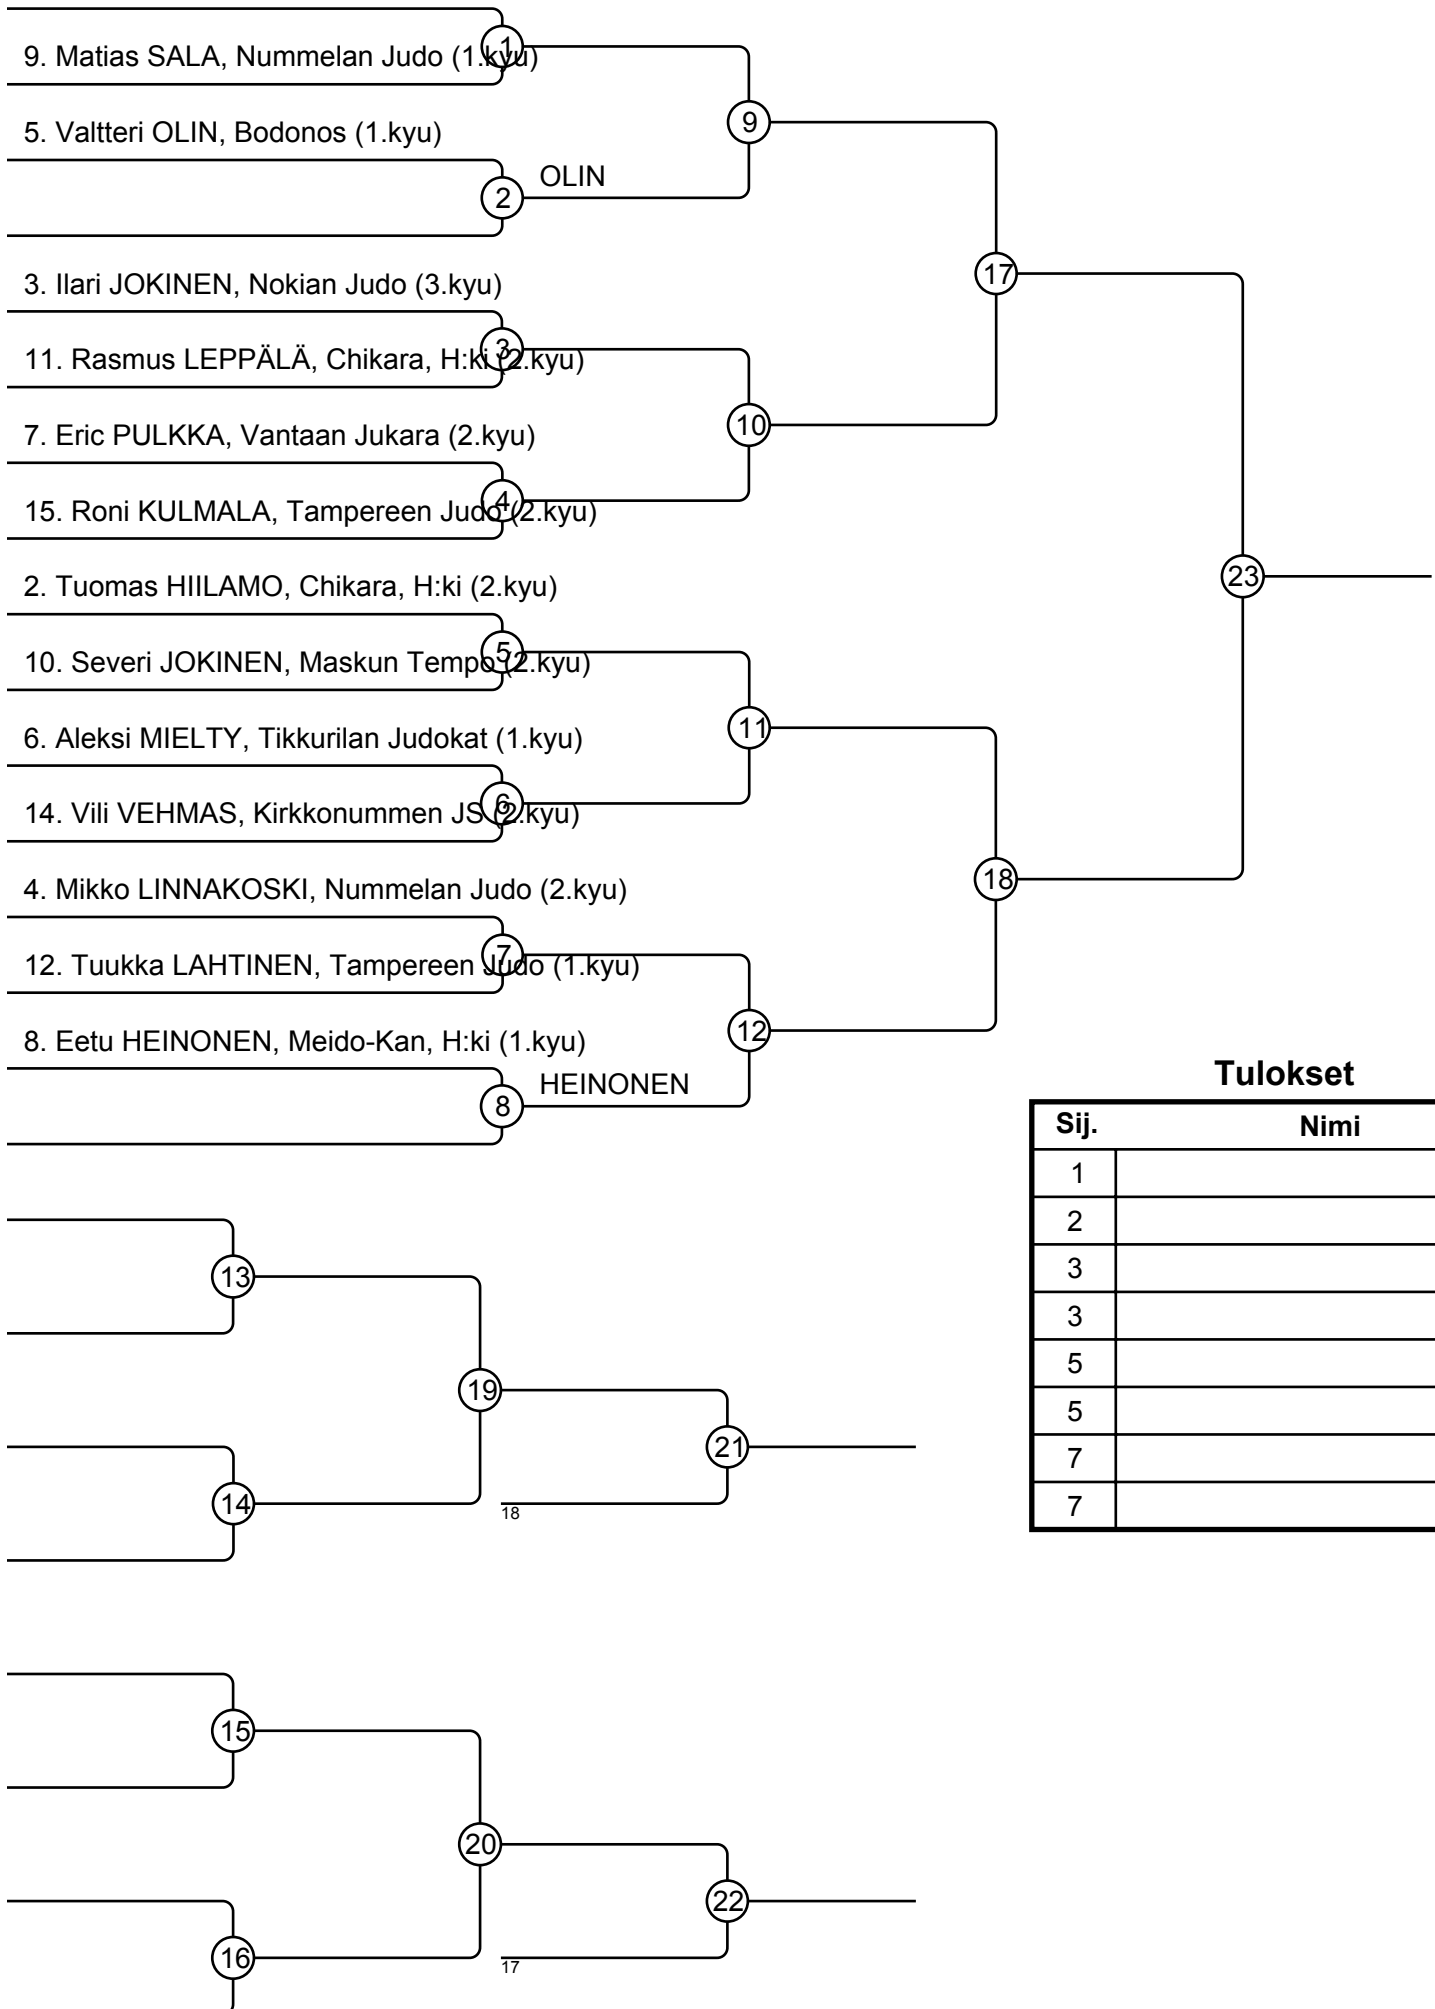 1
9. Matias SALA, Nummelan Judo (1.kyu)
5. Valtteri OLIN, Bodonos (1.kyu)
9
OLIN
2
3. Ilari JOKINEN, Nokian Judo (3.kyu)
17
3
11. Rasmus LEPPÄLÄ, Chikara, H:ki (2.kyu)
10
7. Eric PULKKA, Vantaan Jukara (2.kyu)
4
15. Roni KULMALA, Tampereen Judo (2.kyu)
2. Tuomas HIILAMO, Chikara, H:ki (2.kyu)
23
5
10. Severi JOKINEN, Maskun Tempo (2.kyu)
11
6. Aleksi MIELTY, Tikkurilan Judokat (1.kyu)
6
14. Vili VEHMAS, Kirkkonummen JS (2.kyu)
18
4. Mikko LINNAKOSKI, Nummelan Judo (2.kyu)
7
12. Tuukka LAHTINEN, Tampereen Judo (1.kyu)
12
8. Eetu HEINONEN, Meido-Kan, H:ki (1.kyu)
HEINONEN
8
Tulokset
Sij. Nimi
1
2
3
3
5
5
7
7
13
19
21
14
18
15
20
22
16
17